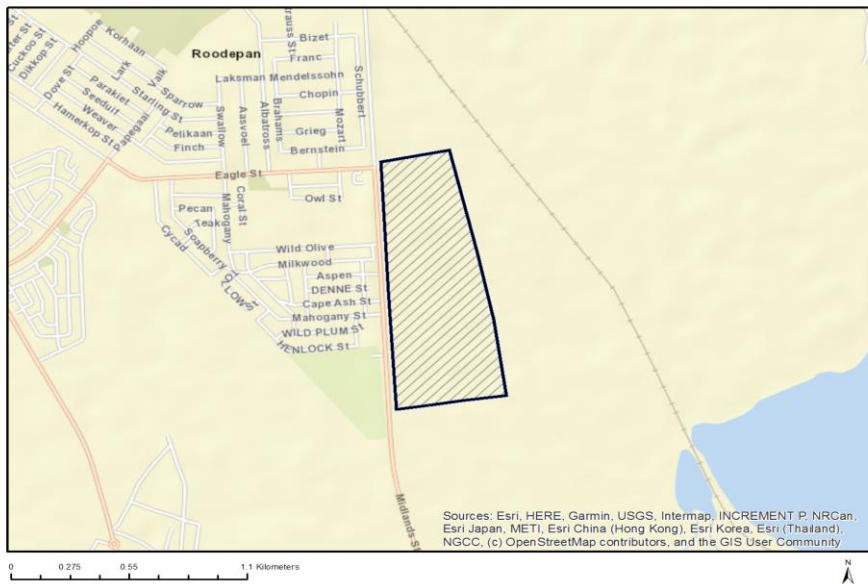 Korhaan
Hoopoe
Cuckoo St
Dikkop St
Lark
Valk
Dove St
Parakiet
Seeduif
Weaver
Hamerkop St
Papegaai
Starling St
Sparrow
Pelikaan
Finch
Roodepan
Bizet
Franc
Laksman
Mendelssohn
Chopin
Grieg
Bernstein
Swallow
Aasvoel
Albatross
Brahams
Mozart
Schubbert
Eagle St
Owl St
Coral St
Mahogany
Pecan
Teako
Cycad
Soapberry
Wild Olive
Milkwood
Aspen
DENNE St
Cape Ash St
Mahogany St
WILD PLUM St
HENLOCK St
Midlands St
Sources: Esri, HERE, Garmin, USGS, Intermap, INCREMENT P, NRCan,
Esri Japan, METI, Esri China (Hong Kong), Esri Korea, Esri (Thailand),
NGCC, (c) OpenStreetMap contributors, and the GIS User Community
0 0.275 0.55 1.1 Kilometers
N